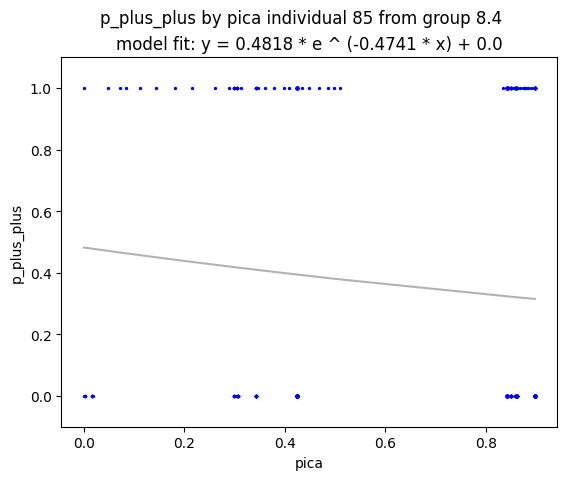 p_plus_plus by pica individual 85 from group 8.4
model fit: y = 0.4818 * e ^ (-0.4741 * x) + 0.0
1.0
0.8
0.6
0.4
0.2
0.0
p_plus_plus
0.0 0.2 0.4 0.6 0.8
pica